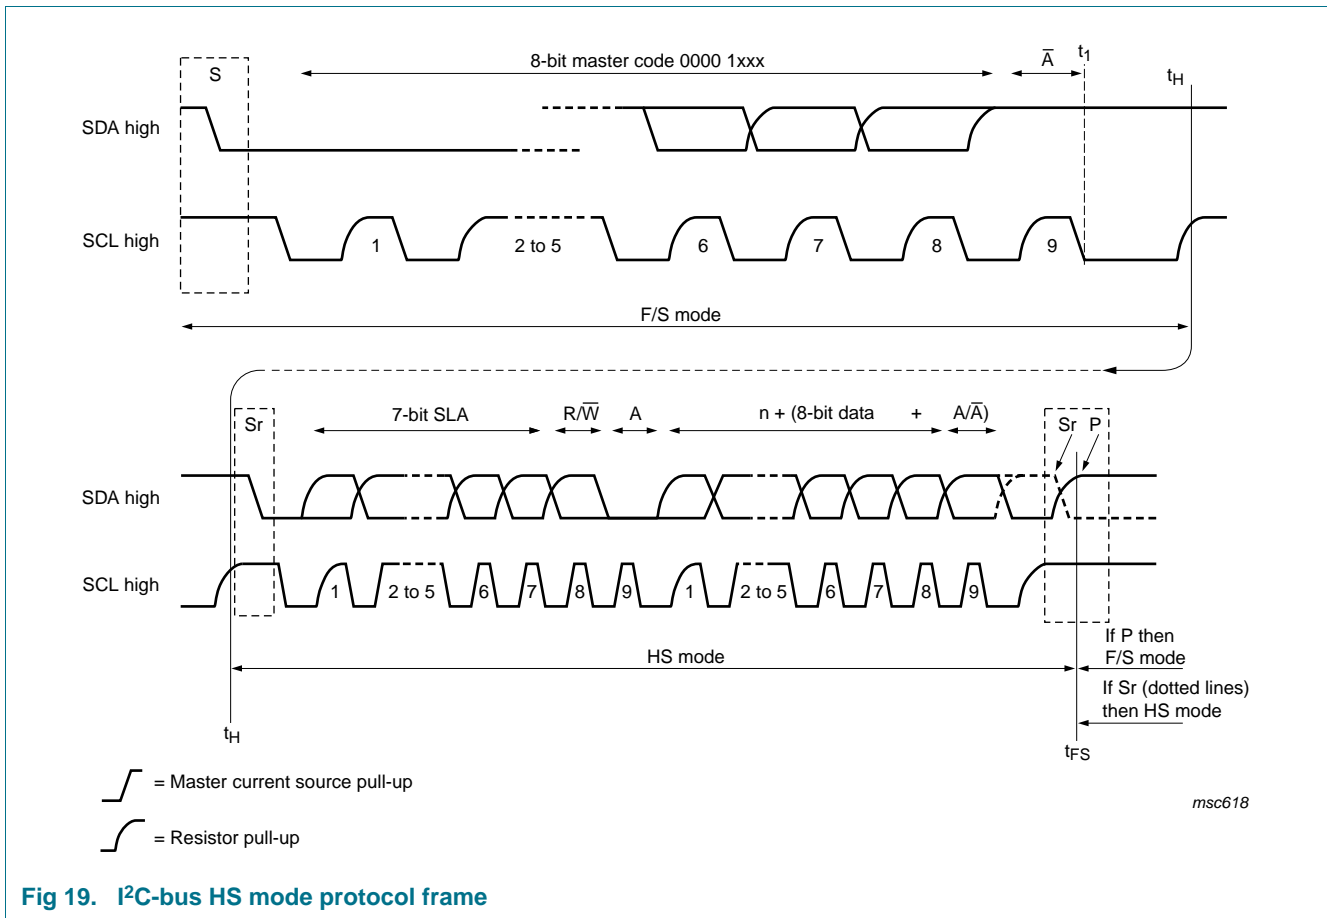 S
8-bit master code 0000 1xxx
A̅
t1
tH
SDA high
SCL high
1
2 to 5
6
7
8
9
F/S mode
Sr
7-bit SLA
R/W̅
A
n + (8-bit data + A/A̅)
Sr P
SDA high
SCL high
1
2 to 5
6
7
8
9
1
2 to 5
6
7
8
9
HS mode
If P then
F/S mode
If Sr (dotted lines)
then HS mode
tH
tFS
= Master current source pull-up
= Resistor pull-up
msc618
Fig 19. I²C-bus HS mode protocol frame